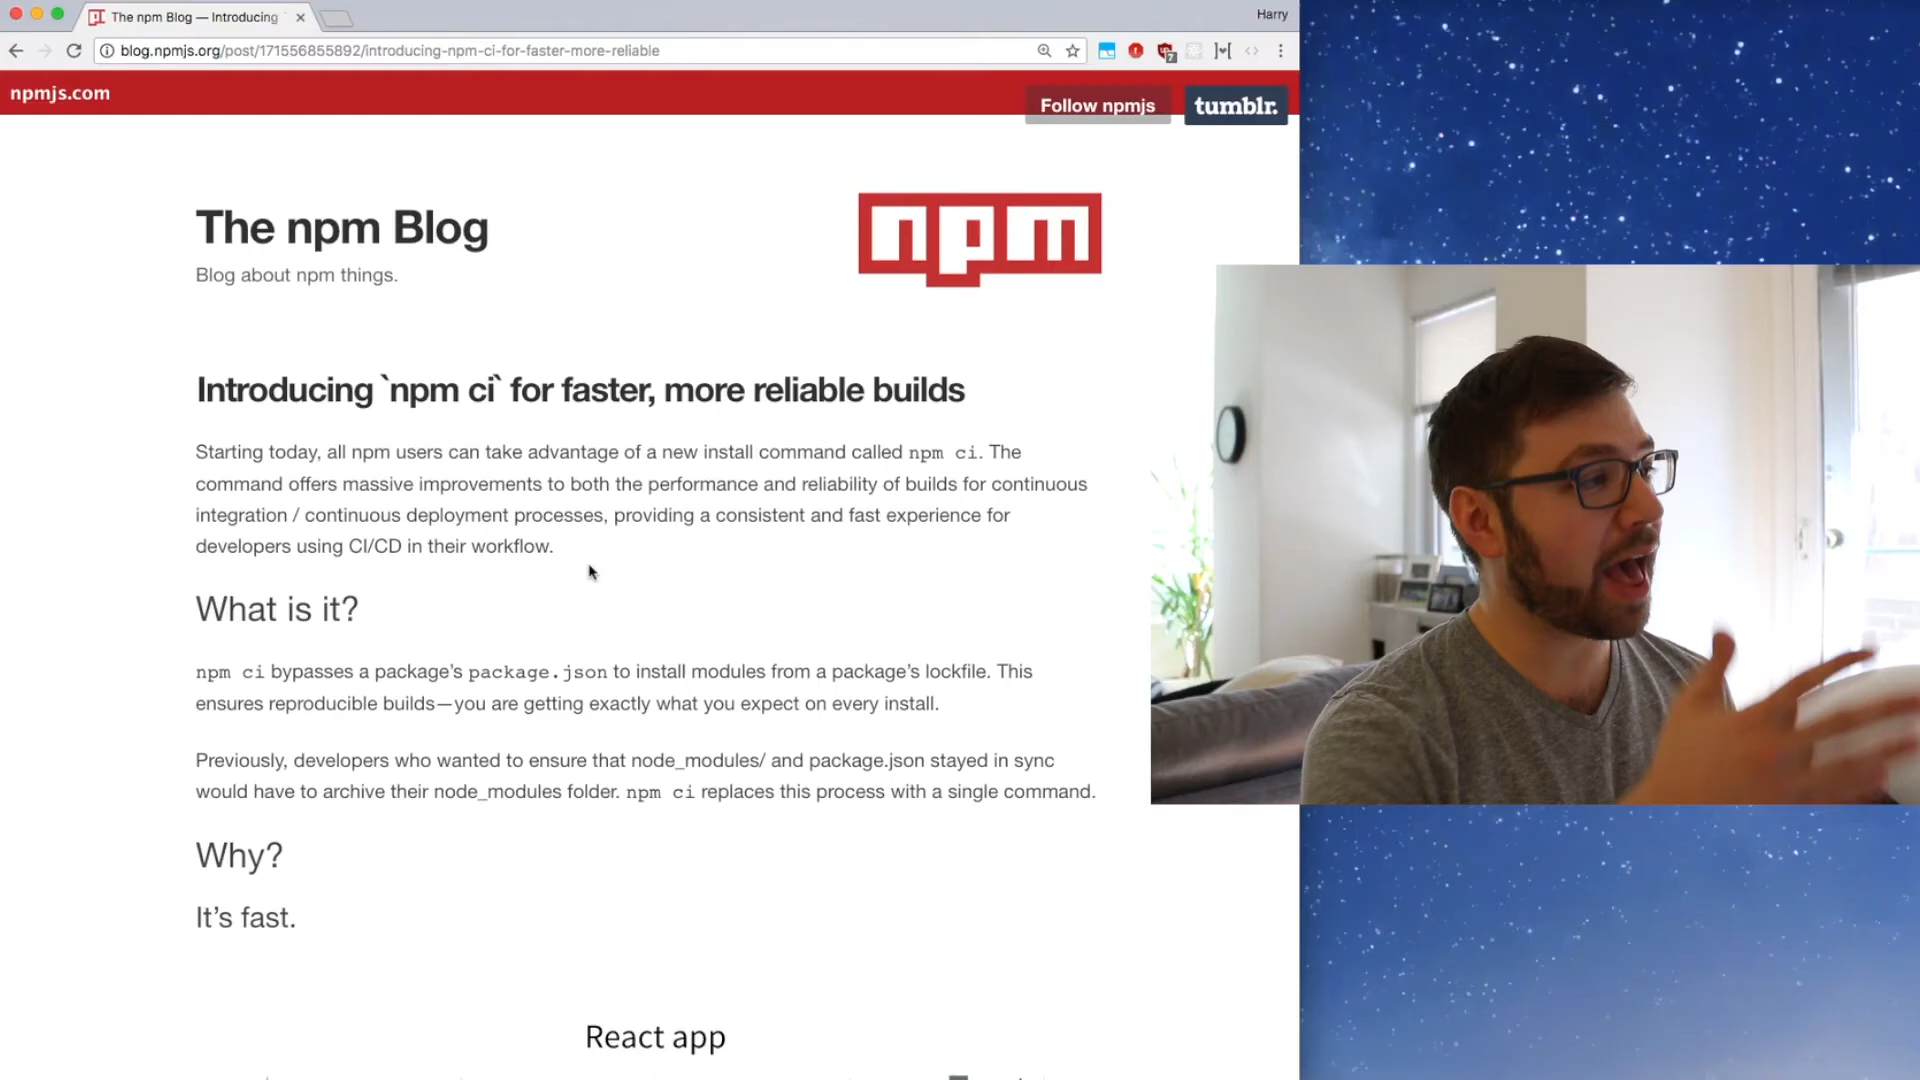 The npm Blog — Introducing
Harry
blog.npmjs.org/post/171556855892/introducing-npm-ci-for-faster-more-reliable
7
npmjs.com
Follow npmjs
tumblr.
The npm Blog
npm
Blog about npm things.
Introducing `npm ci` for faster, more reliable builds
Starting today, all npm users can take advantage of a new install command called npm ci. The
command offers massive improvements to both the performance and reliability of builds for continuous
integration / continuous deployment processes, providing a consistent and fast experience for
developers using CI/CD in their workflow.
What is it?
npm ci bypasses a package’s package.json to install modules from a package’s lockfile. This
ensures reproducible builds—you are getting exactly what you expect on every install.
Previously, developers who wanted to ensure that node_modules/ and package.json stayed in sync
would have to archive their node_modules folder. npm ci replaces this process with a single command.
Why?
It’s fast.
React app